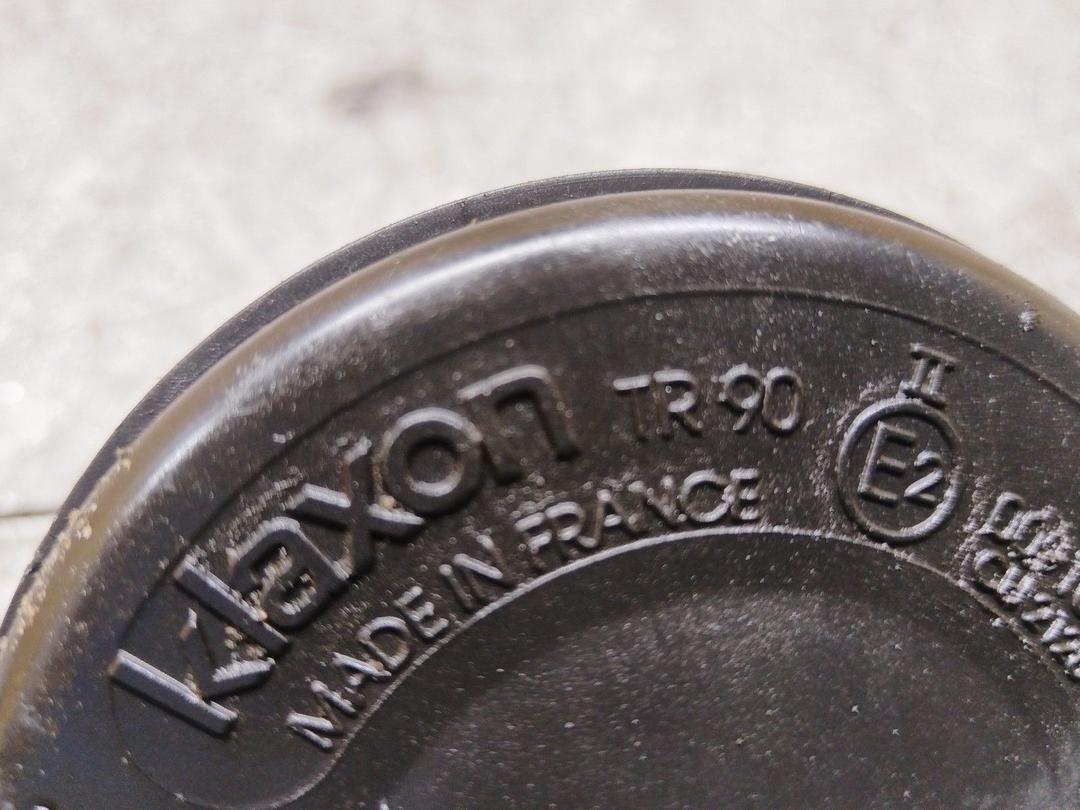 klaxon TR 90
MADE IN FRANCE
II
E2